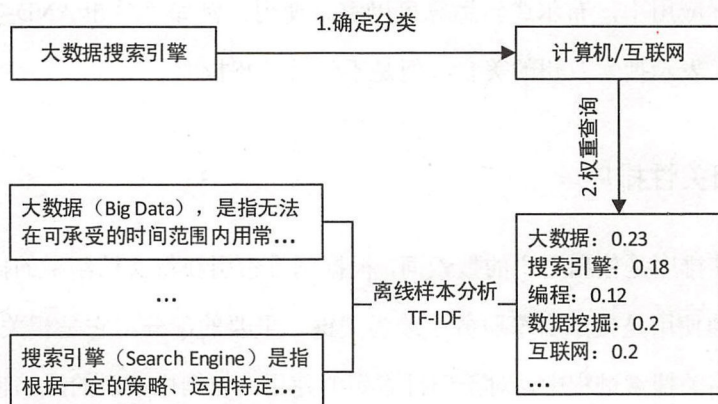 1.确定分类
大数据搜索引擎
计算机/互联网
2.权重查询
大数据（Big Data），是指无法
在可承受的时间范围内用常...
...
搜索引擎（Search Engine）是指
根据一定的策略、运用特定...
离线样本分析
TF-IDF
大数据：0.23
搜索引擎：0.18
编程：0.12
数据挖掘：0.2
互联网：0.2
...